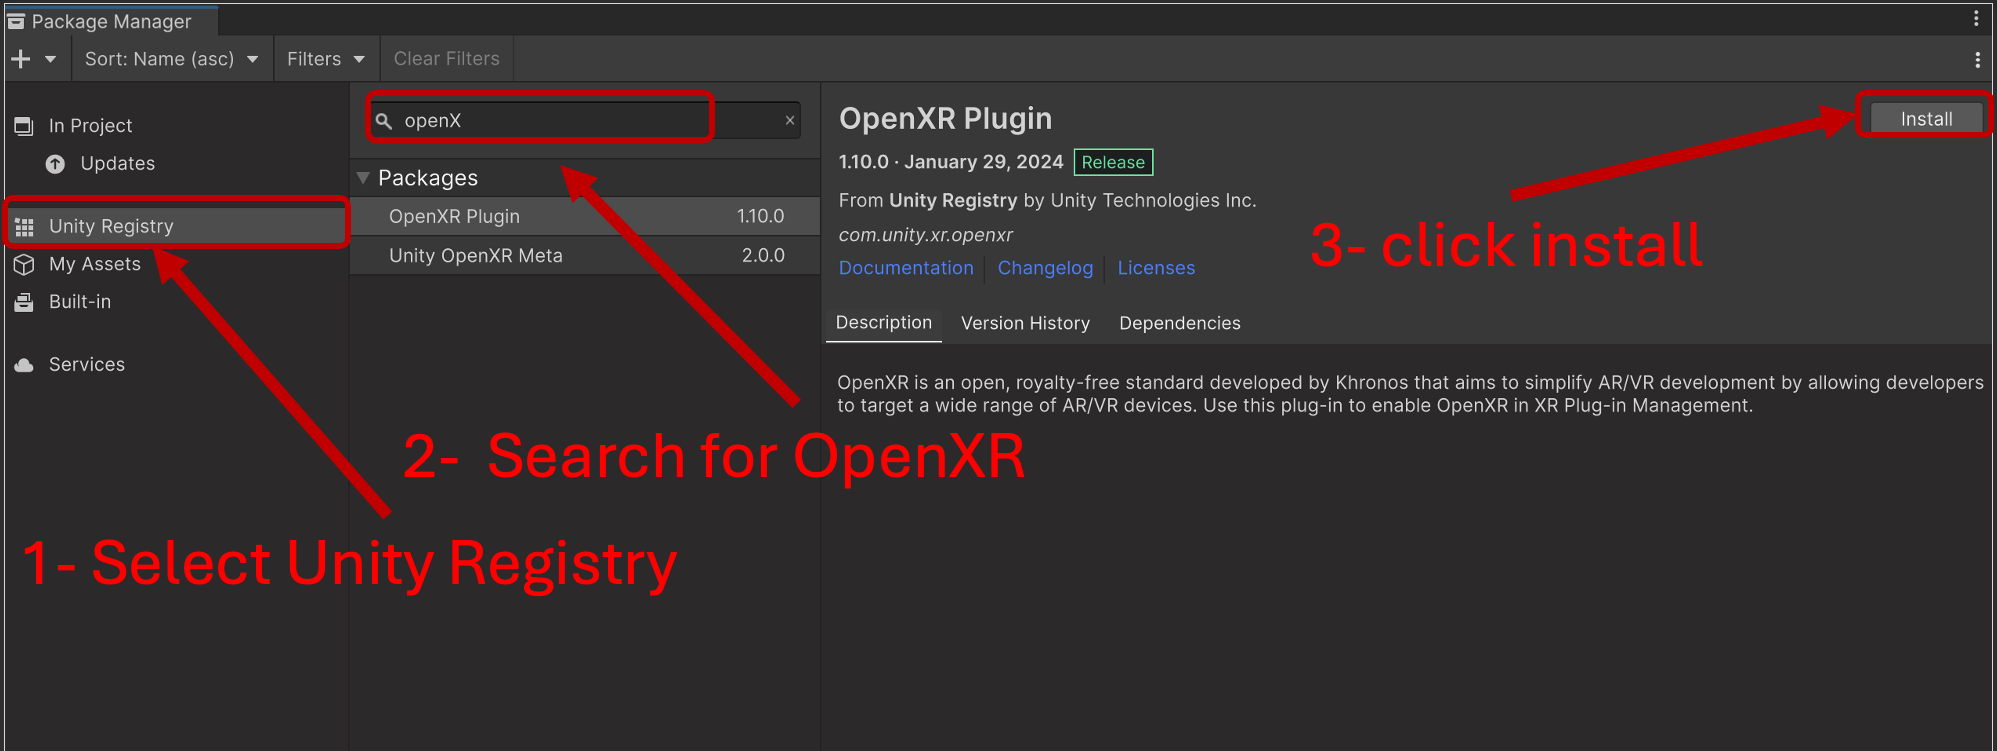 Package Manager
Sort: Name (asc) Filters Clear Filters
In Project
Updates
Unity Registry
My Assets
Built-in
Services
openX
Packages
OpenXR Plugin 1.10.0
Unity OpenXR Meta 2.0.0
OpenXR Plugin
Install
1.10.0 · January 29, 2024 Release
From Unity Registry by Unity Technologies Inc.
com.unity.xr.openxr
Documentation Changelog Licenses
Description Version History Dependencies
OpenXR is an open, royalty-free standard developed by Khronos that aims to simplify AR/VR development by allowing developers
to target a wide range of AR/VR devices. Use this plug-in to enable OpenXR in XR Plug-in Management.
1- Select Unity Registry
2- Search for OpenXR
3- click install